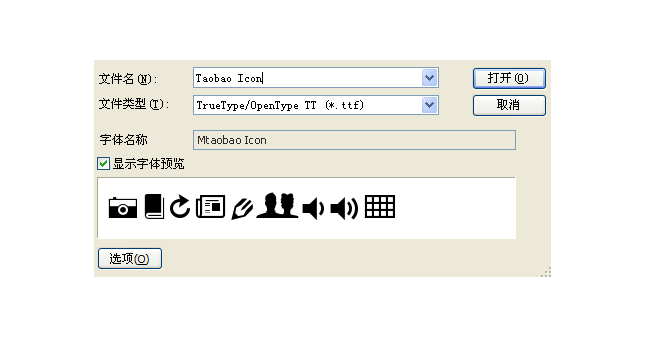 文件名(N): Taobao Icon 打开(O)
文件类型(T): TrueType/OpenType TT (*.ttf) 取消
字体名称 Mtaobao Icon
显示字体预览
选项(O)